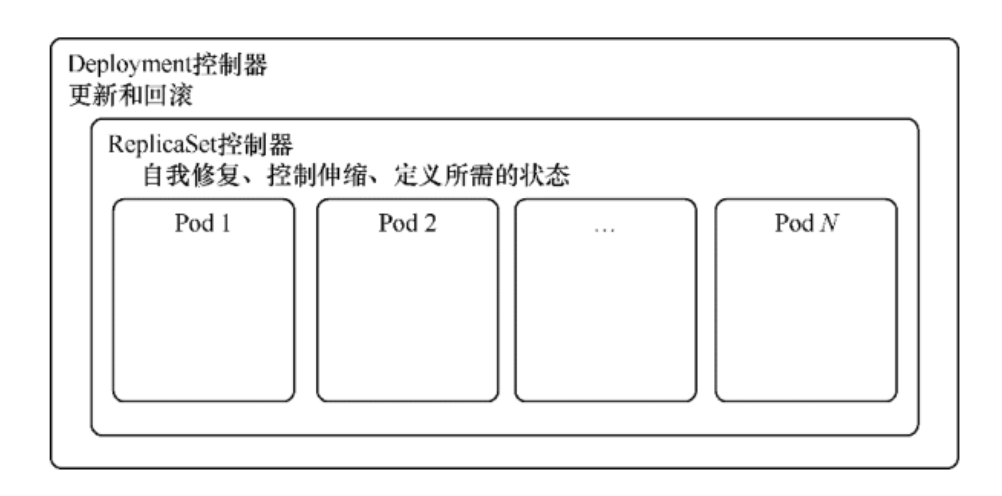 Deployment控制器
更新和回滚
ReplicaSet控制器
自我修复、控制伸缩、定义所需的状态
Pod 1
Pod 2
…
Pod N